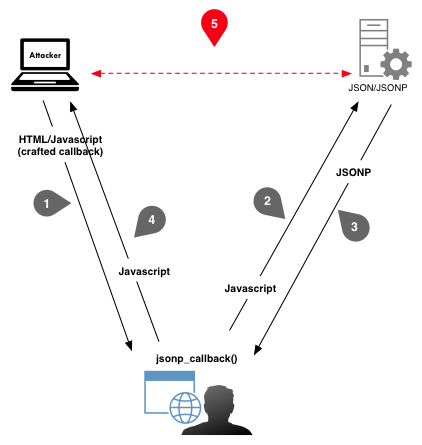 5
Attacker
JSON/JSONP
HTML/Javascript
(crafted callback)
JSONP
1
4
2
3
Javascript
Javascript
jsonp_callback()